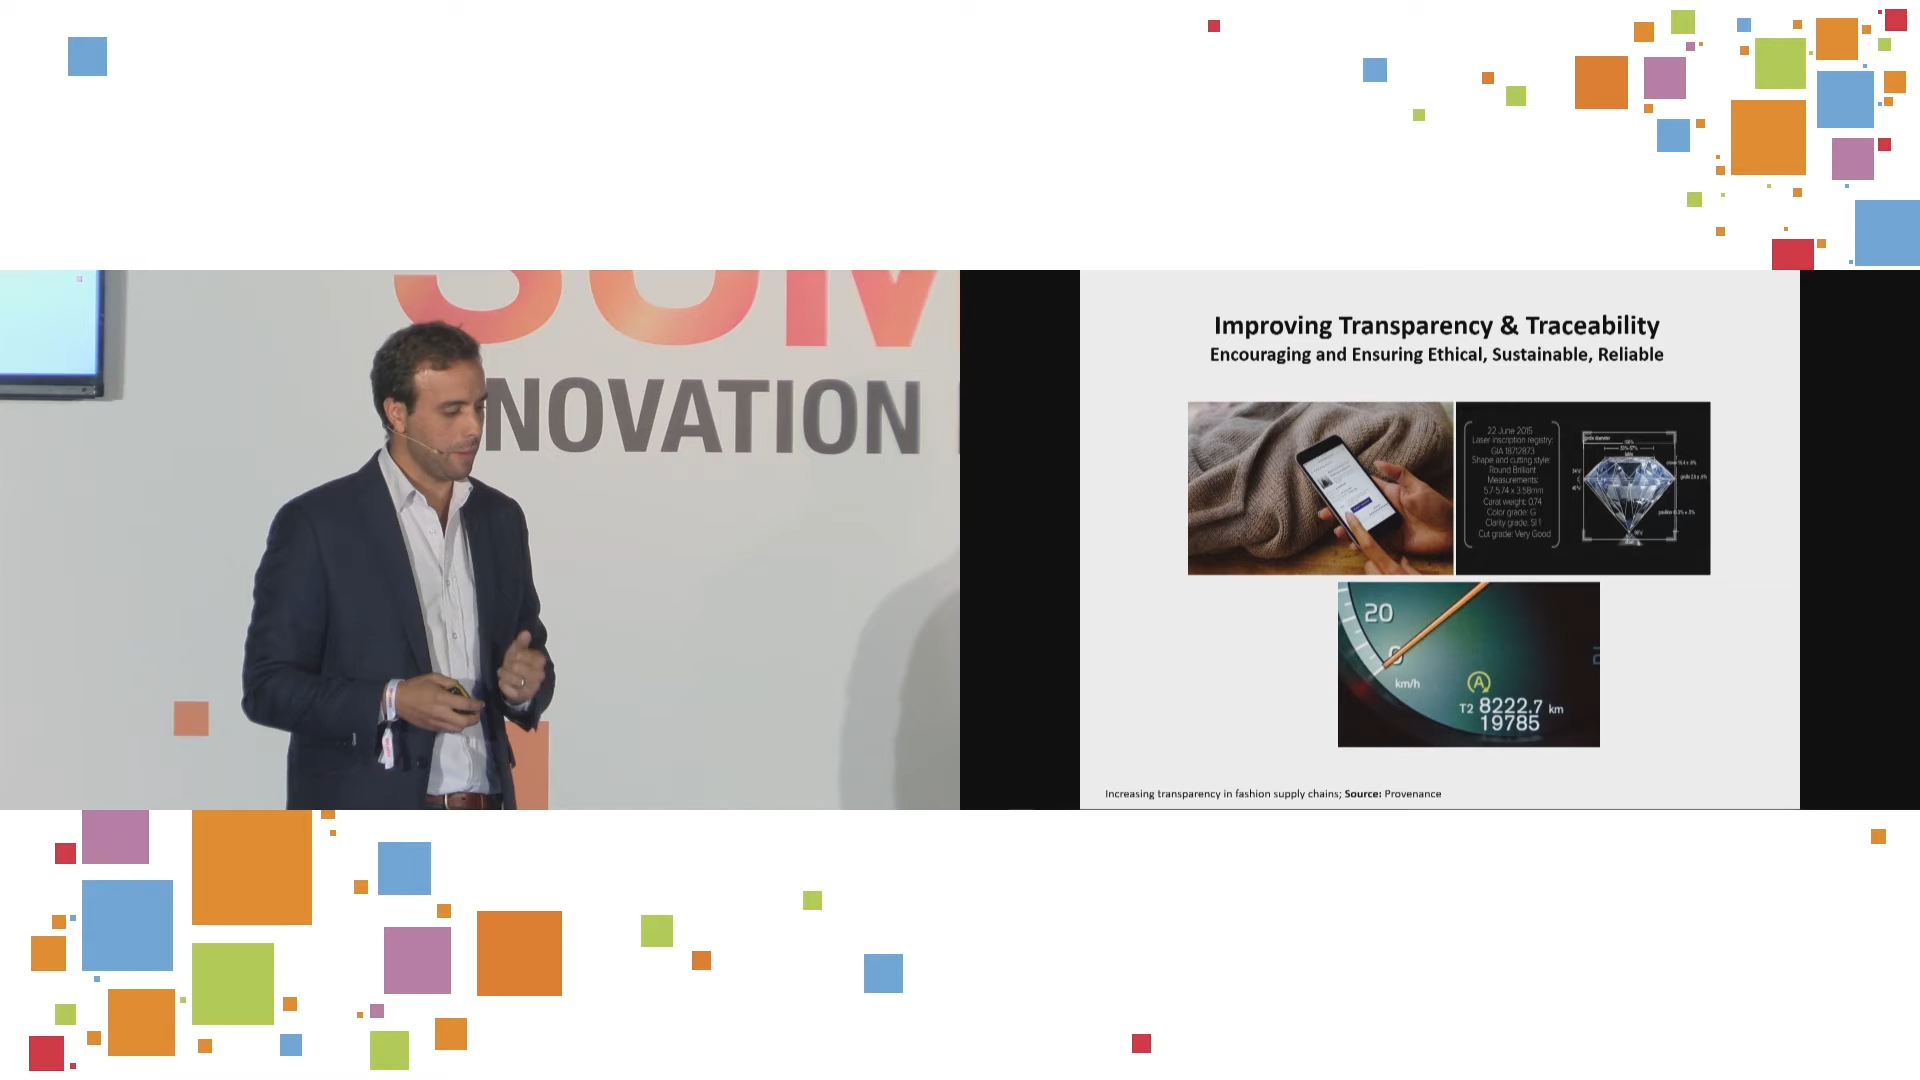 SUM
NOVATION
Improving Transparency & Traceability
Encouraging and Ensuring Ethical, Sustainable, Reliable
22 June 2015
Laser inscription registry:
GIA 18712873
Shape and cutting style:
Round Brilliant
Measurements:
5.7-5.74 x 3.58mm
Carat weight: 0.74
Color grade: G
Clarity grade: SI 1
Cut grade: Very Good
20
0
km/h
A
T2 8222.7 km
19785
Increasing transparency in fashion supply chains; Source: Provenance